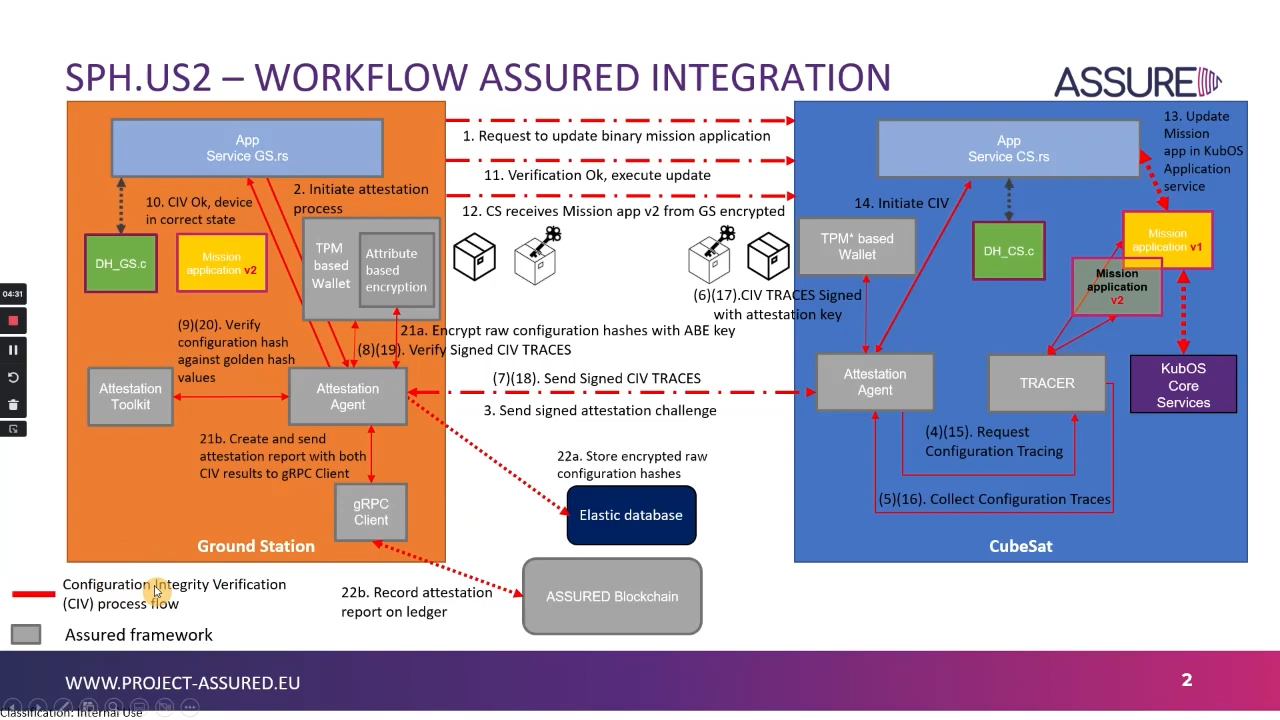 SPH.US2 – WORKFLOW ASSURED INTEGRATION
ASSURED
App
Service GS.rs
1. Request to update binary mission application
11. Verification Ok, execute update
12. CS receives Mission app v2 from GS encrypted
App
Service CS.rs
13. Update
Mission
app in KubOS
Application
service
10. CIV Ok, device
in correct state
2. Initiate attestation
process
14. Initiate CIV
DH_GS.c
Mission
application v2
TPM
based
Wallet
Attribute
based
encryption
TPM* based
Wallet
DH_CS.c
Mission
application v1
Mission
application
v2
(6)(17).CIV TRACES Signed
with attestation key
(9)(20). Verify
configuration hash
against golden hash
values
21a. Encrypt raw configuration hashes with ABE key
(8)(19). Verify Signed CIV TRACES
04:31
Attestation
Toolkit
Attestation
Agent
(7)(18). Send Signed CIV TRACES
3. Send signed attestation challenge
Attestation
Agent
TRACER
KubOS
Core
Services
21b. Create and send
attestation report with both
CIV results to gRPC Client
22a. Store encrypted raw
configuration hashes
(4)(15). Request
Configuration Tracing
(5)(16). Collect Configuration Traces
gRPC
Client
Elastic database
Ground Station
CubeSat
Configuration Integrity Verification
(CIV) process flow
22b. Record attestation
report on ledger
ASSURED Blockchain
Assured framework
WWW.PROJECT-ASSURED.EU
2
Classification: Internal Use